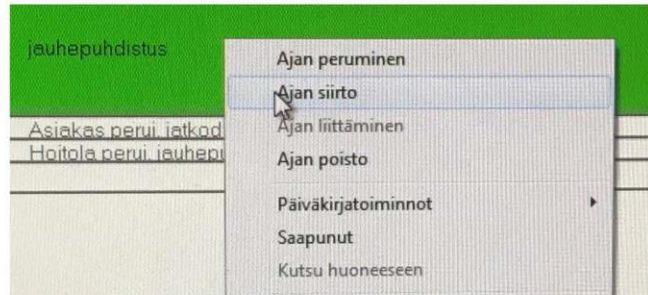 jauhepuhdistus
Ajan peruminen
Ajan siirto
Ajan liittäminen
Ajan poisto
Päiväkirjatoiminnot
Saapunut
Kutsu huoneeseen
Asiakas perui, jatkod
Hoitola perui, jauhepu